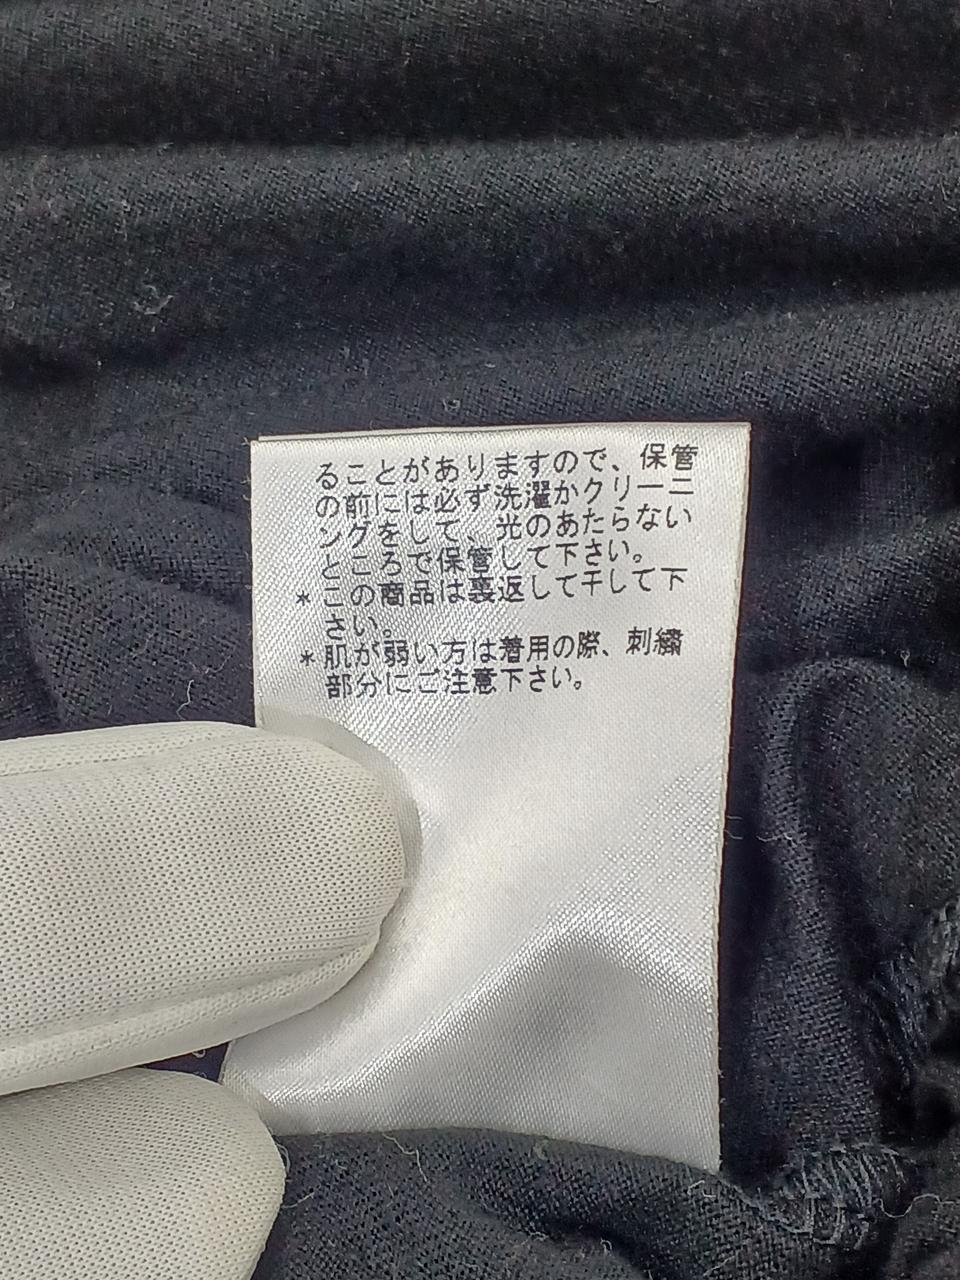 ることがありますので、保管
の前には必ず洗濯かクリーニ
ングをして、光のあたらない
ところで保管して下さい。
*この商品は裏返して干して下
さい。
*肌が弱い方は着用の際、刺繍
部分にご注意下さい。